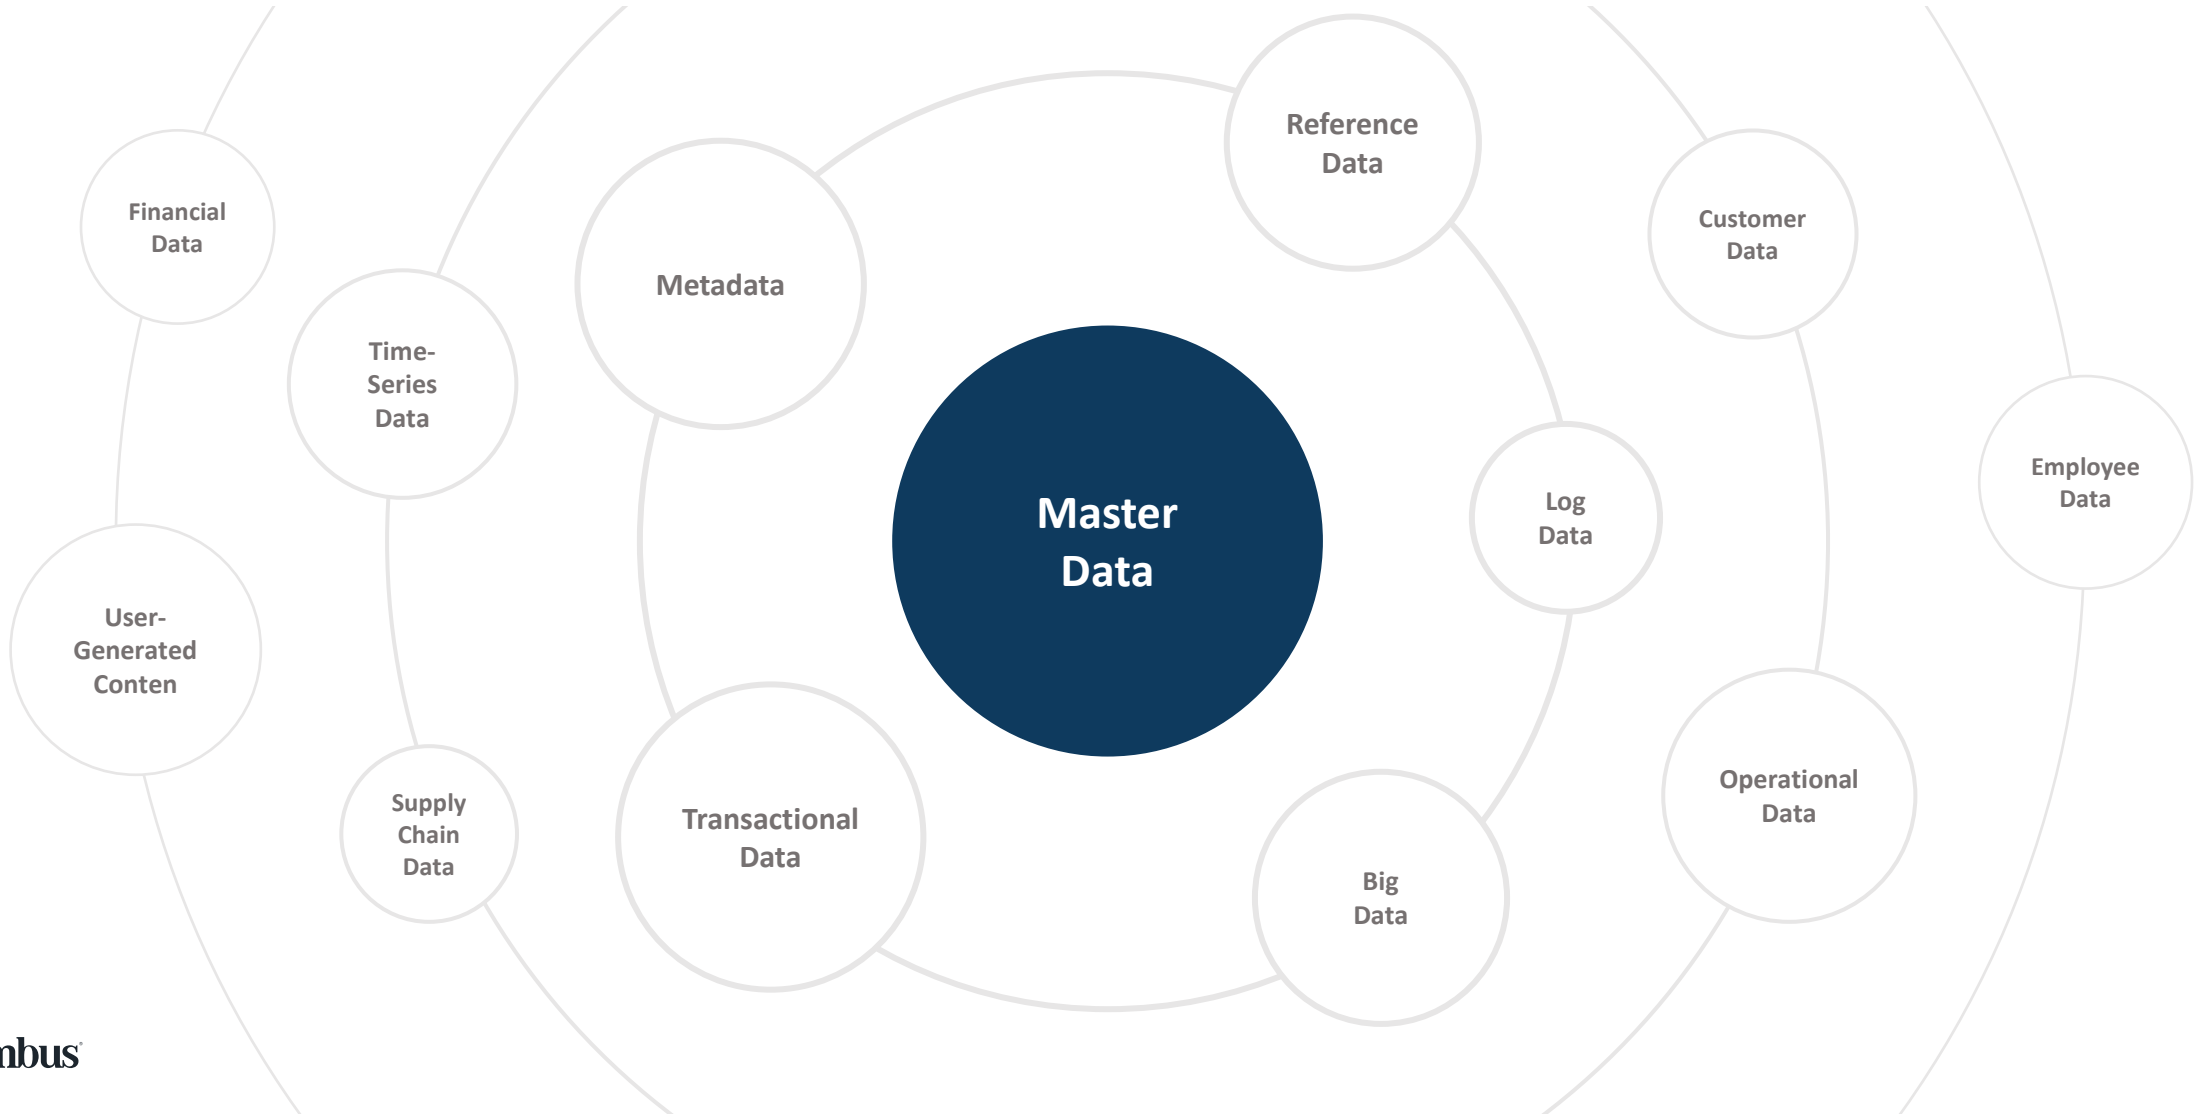 Reference
Data
Financial
Data
Customer
Data
Metadata
Time-
Series
Data
Employee
Data
Log
Data
Master
Data
User-
Generated
Conten
Supply
Chain
Data
Transactional
Data
Operational
Data
Big
Data
mbus